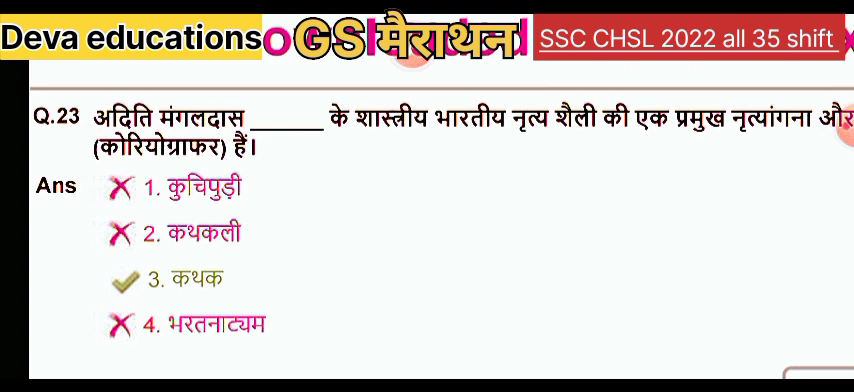 Deva educations GS मैराथन SSC CHSL 2022 all 35 shift
Q.23 अदिति मंगलदास ______ के शास्त्रीय भारतीय नृत्य शैली की एक प्रमुख नृत्यांगना और
(कोरियोग्राफर) हैं।
Ans 1. कुचिपुड़ी
2. कथकली
3. कथक
4. भरतनाट्यम